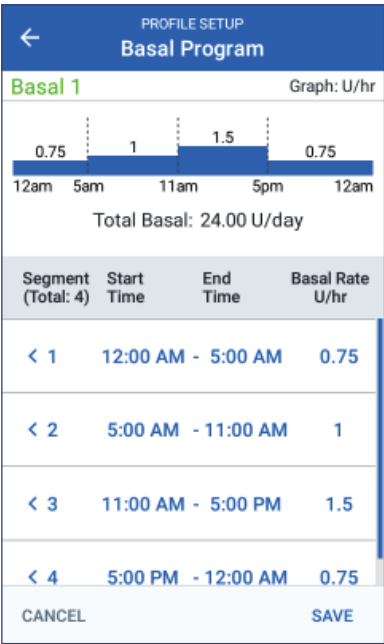 PROFILE SETUP
Basal Program
Basal 1 Graph: U/hr
0.75 1 1.5 0.75
12am 5am 11am 5pm 12am
Total Basal: 24.00 U/day
Segment Start End Basal Rate
(Total: 4) Time Time U/hr
< 1 12:00 AM - 5:00 AM 0.75
< 2 5:00 AM - 11:00 AM 1
< 3 11:00 AM - 5:00 PM 1.5
< 4 5:00 PM - 12:00 AM 0.75
CANCEL SAVE